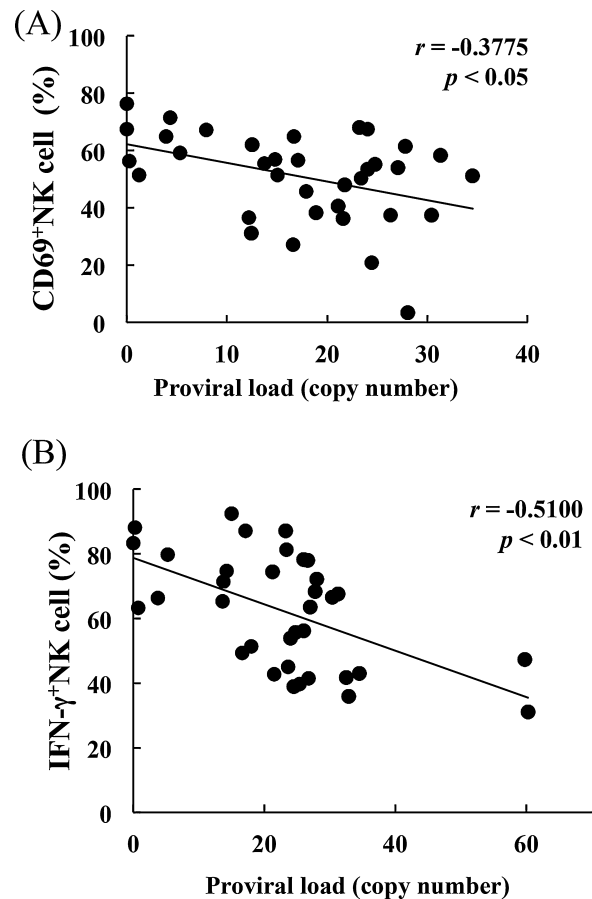 (A)
r = -0.3775
p < 0.05
CD69⁺NK cell (%)
100
80
60
40
20
0
0 10 20 30 40
Proviral load (copy number)
(B)
r = -0.5100
p < 0.01
IFN-γ⁺NK cell (%)
100
80
60
40
20
0
0 20 40 60
Proviral load (copy number)